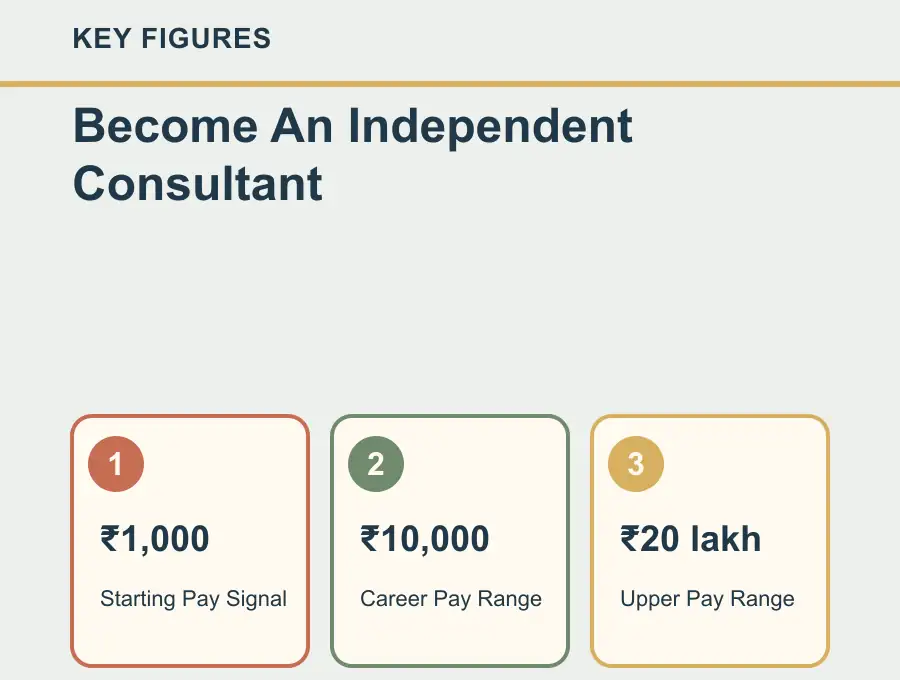 KEY FIGURES
Become An Independent
Consultant
1
₹1,000
Starting Pay Signal
2
₹10,000
Career Pay Range
3
₹20 lakh
Upper Pay Range